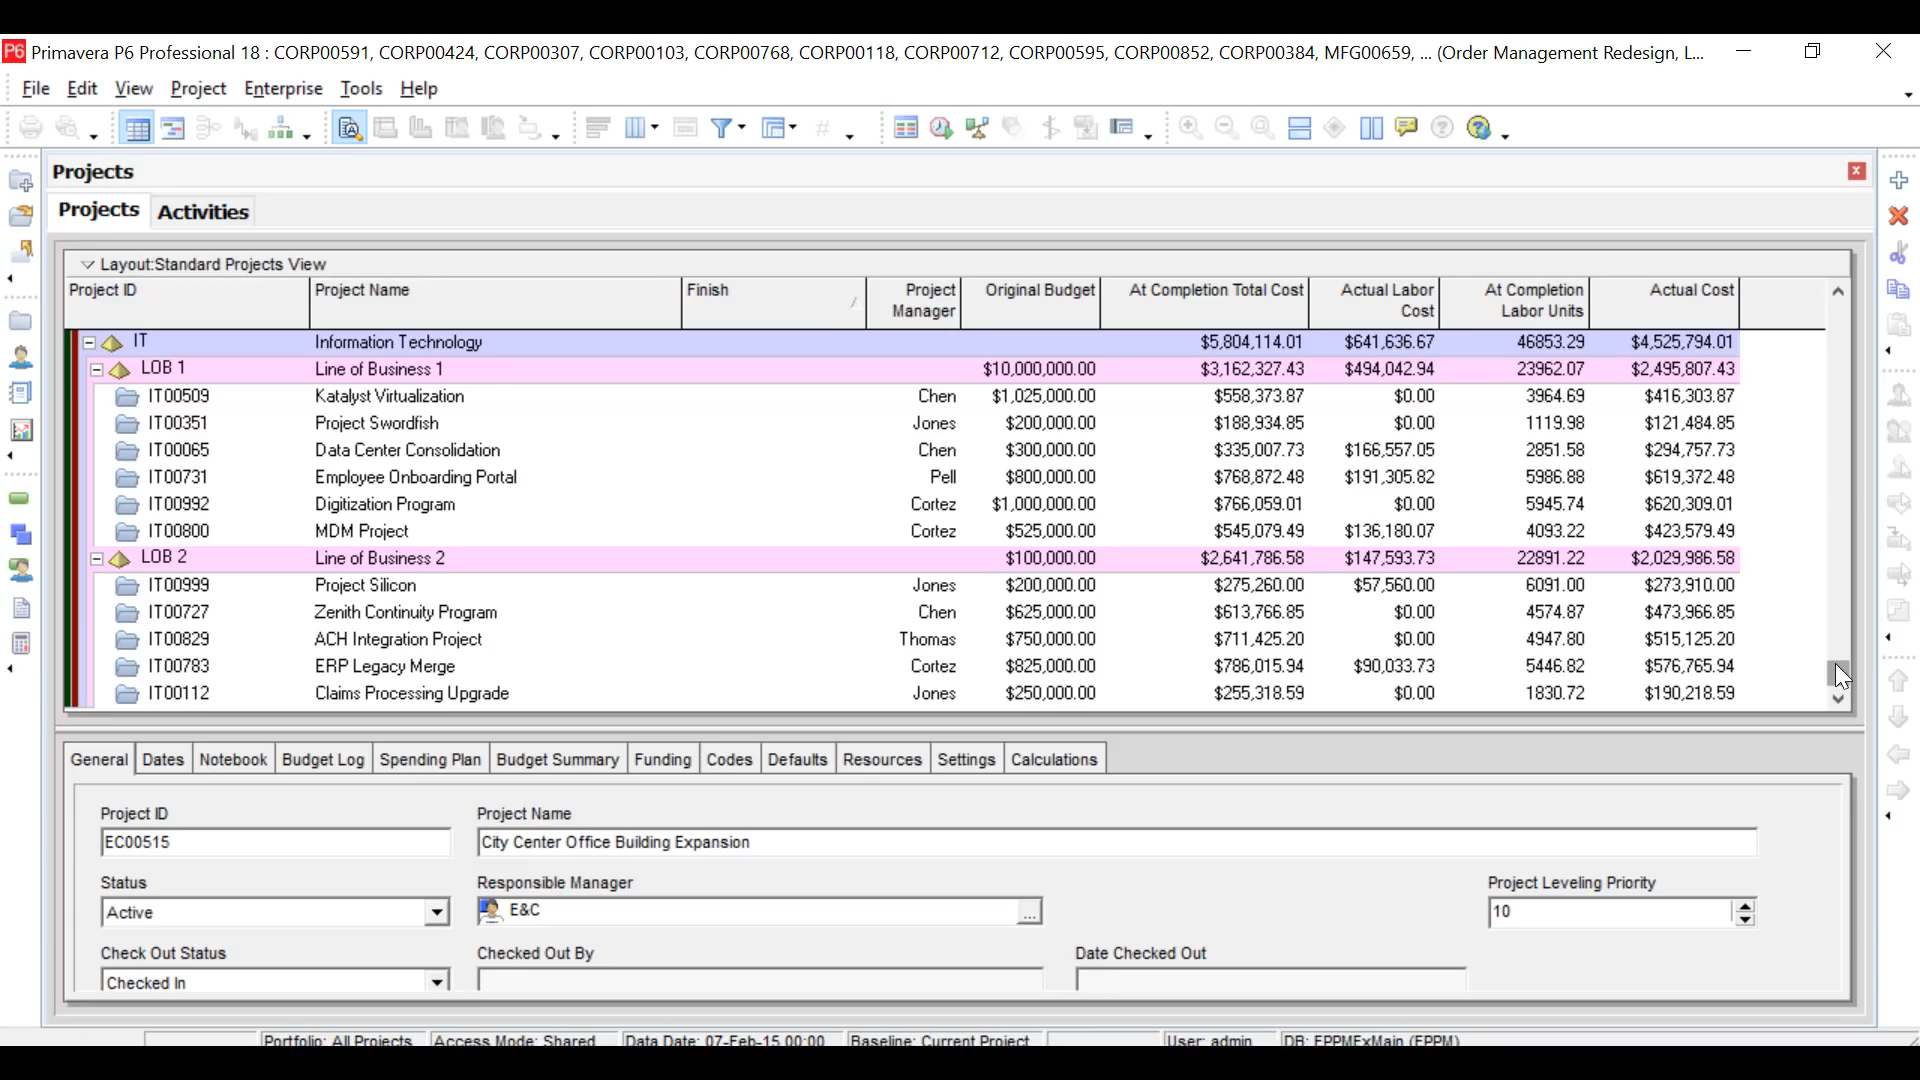 P6 Primavera P6 Professional 18 : CORP00591, CORP00424, CORP00307, CORP00103, CORP00768, CORP00118, CORP00712, CORP00595, CORP00852, CORP00384, MFG00659, ... (Order Management Redesign, L...
File Edit View Project Enterprise Tools Help
Projects
Projects Activities
Layout:Standard Projects View
Project ID Project Name Finish Project Manager Original Budget At Completion Total Cost Actual Labor Cost At Completion Labor Units Actual Cost
IT Information Technology $5,804,114.01 $641,636.67 46853.29 $4,525,794.01
LOB 1 Line of Business 1 $10,000,000.00 $3,162,327.43 $494,042.94 23962.07 $2,495,807.43
IT00509 Katalyst Virtualization Chen $1,025,000.00 $558,373.87 $0.00 3964.69 $416,303.87
IT00351 Project Swordfish Jones $200,000.00 $188,934.85 $0.00 1119.98 $121,484.85
IT00065 Data Center Consolidation Chen $300,000.00 $335,007.73 $166,557.05 2851.58 $294,757.73
IT00731 Employee Onboarding Portal Pell $800,000.00 $768,872.48 $191,305.82 5986.88 $619,372.48
IT00992 Digitization Program Cortez $1,000,000.00 $766,059.01 $0.00 5945.74 $620,309.01
IT00800 MDM Project Cortez $525,000.00 $545,079.49 $136,180.07 4093.22 $423,579.49
LOB 2 Line of Business 2 $100,000.00 $2,641,786.58 $147,593.73 22891.22 $2,029,986.58
IT00999 Project Silicon Jones $200,000.00 $275,260.00 $57,560.00 6091.00 $273,910.00
IT00727 Zenith Continuity Program Chen $625,000.00 $613,766.85 $0.00 4574.87 $473,966.85
IT00829 ACH Integration Project Thomas $750,000.00 $711,425.20 $0.00 4947.80 $515,125.20
IT00783 ERP Legacy Merge Cortez $825,000.00 $786,015.94 $90,033.73 5446.82 $576,765.94
IT00112 Claims Processing Upgrade Jones $250,000.00 $255,318.59 $0.00 1830.72 $190,218.59
General Dates Notebook Budget Log Spending Plan Budget Summary Funding Codes Defaults Resources Settings Calculations
Project ID Project Name
EC00515 City Center Office Building Expansion
Status Responsible Manager Project Leveling Priority
Active E&C ... 10
Check Out Status Checked Out By Date Checked Out
Checked In
Portfolio: All Projects Access Mode: Shared Data Date: 07-Feb-15 00:00 Baseline: Current Project User: admin DB: EPPMExMain (EPPM)